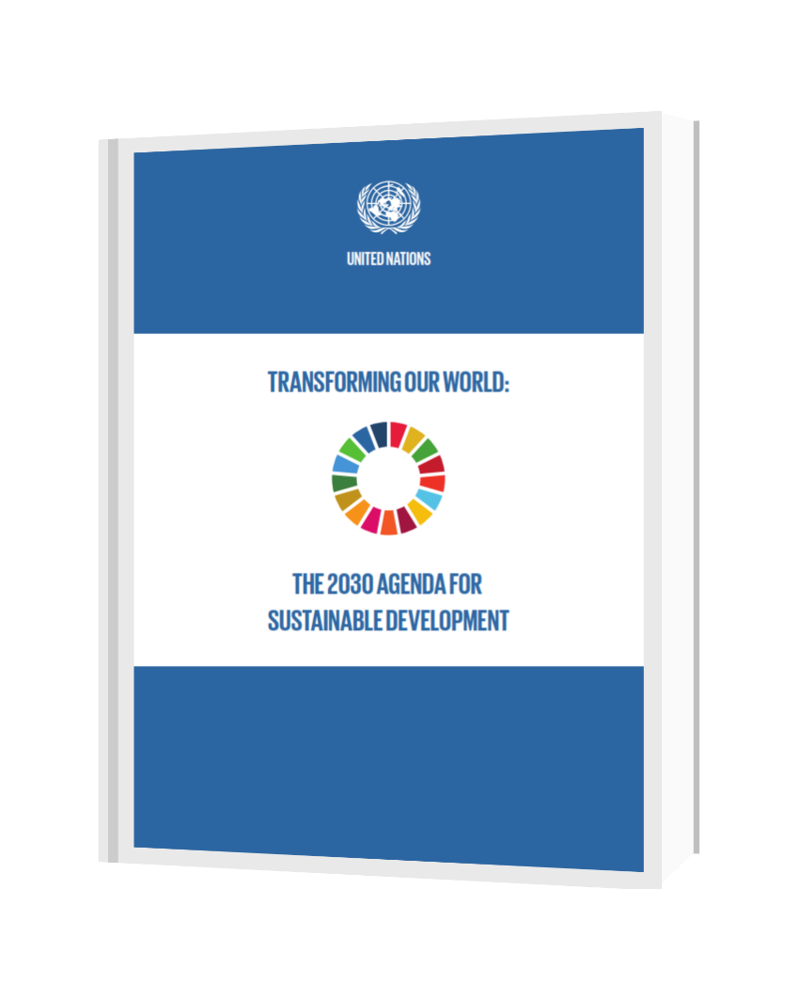 UNITED NATIONS
TRANSFORMING OUR WORLD:
THE 2030 AGENDA FOR
SUSTAINABLE DEVELOPMENT